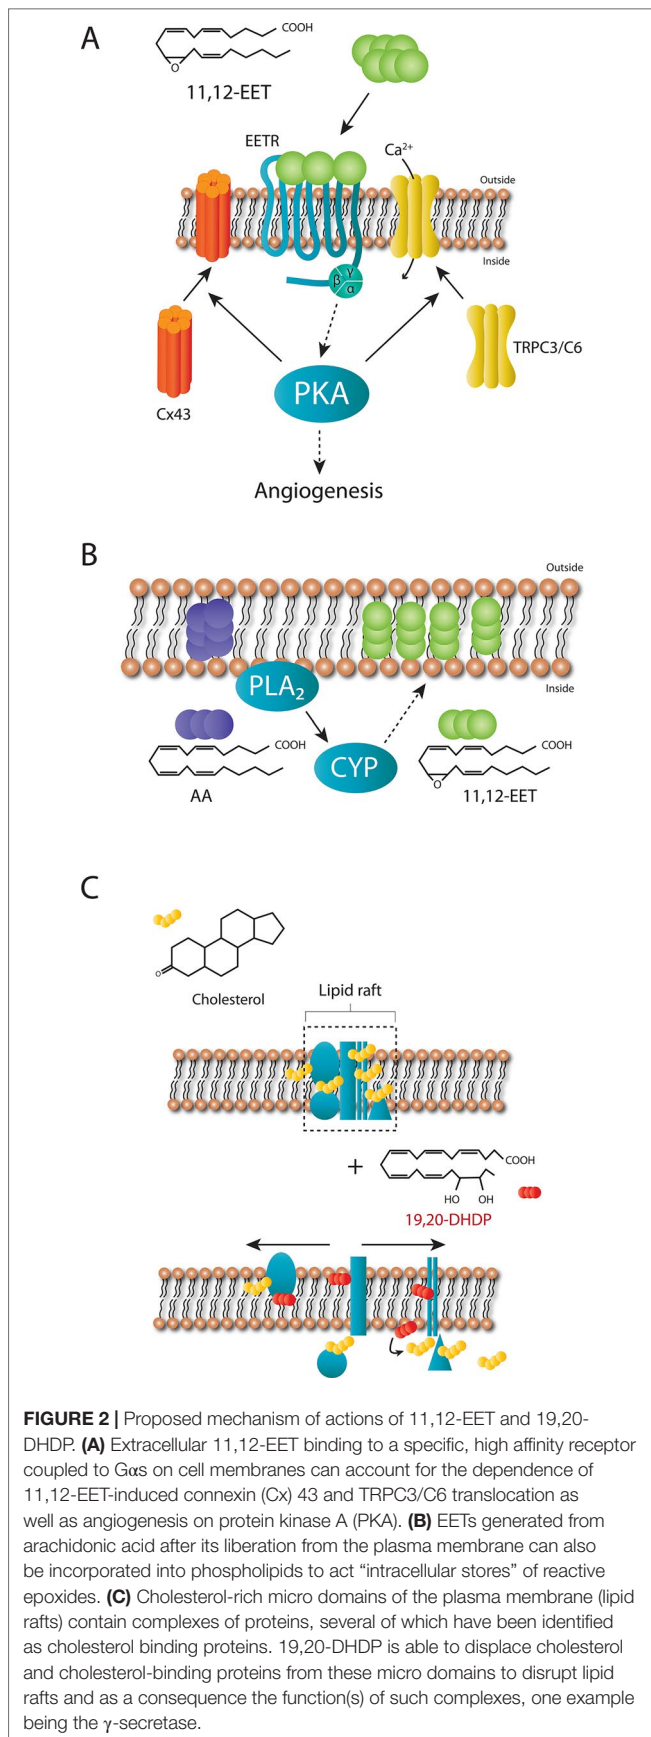 A
COOH
O
11,12-EET
EETR
Ca2+
Outside
Inside
β γ α
TRPC3/C6
Cx43
PKA
Angiogenesis
B
Outside
PLA2
Inside
COOH
CYP
COOH
AA
O
11,12-EET
C
O
Cholesterol
Lipid raft
+
COOH
HO OH
19,20-DHDP
FIGURE 2 | Proposed mechanism of actions of 11,12-EET and 19,20-
DHDP. (A) Extracellular 11,12-EET binding to a specific, high affinity receptor
coupled to Gαs on cell membranes can account for the dependence of
11,12-EET-induced connexin (Cx) 43 and TRPC3/C6 translocation as
well as angiogenesis on protein kinase A (PKA). (B) EETs generated from
arachidonic acid after its liberation from the plasma membrane can also
be incorporated into phospholipids to act “intracellular stores” of reactive
epoxides. (C) Cholesterol-rich micro domains of the plasma membrane (lipid
rafts) contain complexes of proteins, several of which have been identified
as cholesterol binding proteins. 19,20-DHDP is able to displace cholesterol
and cholesterol-binding proteins from these micro domains to disrupt lipid
rafts and as a consequence the function(s) of such complexes, one example
being the γ-secretase.